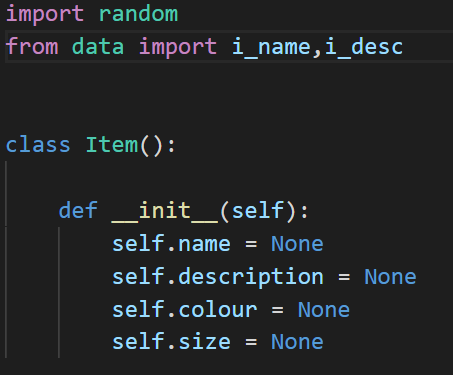 import random
from data import i_name,i_desc
class Item():
def __init__(self):
self.name = None
self.description = None
self.colour = None
self.size = None